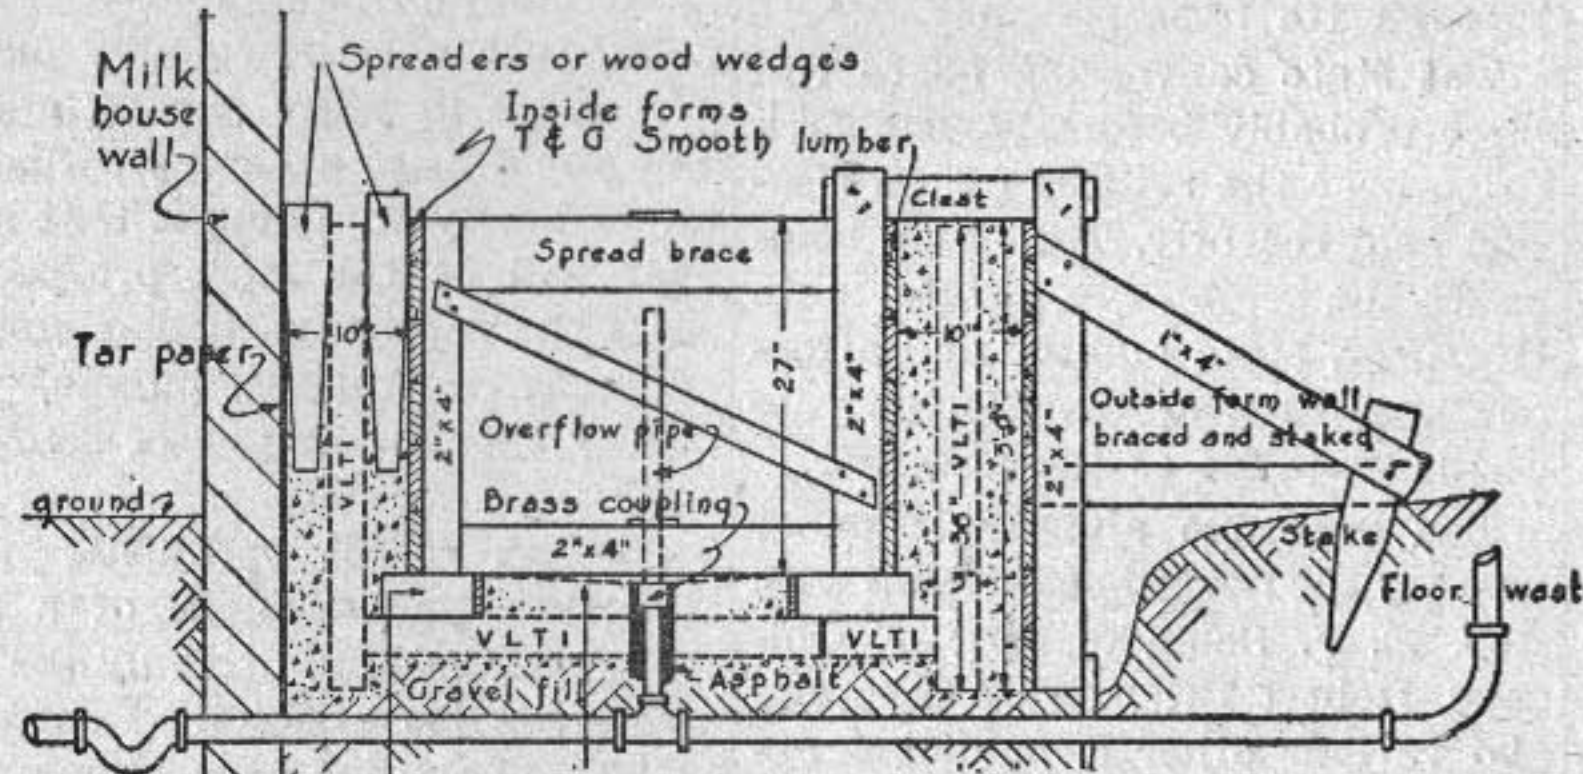 Milk
house
wall
Spreaders or wood wedges
Inside forms
T & G Smooth lumber
Cleat
Spread brace
10"
10"
27"
1"x4"
Tar paper
VLTI
2"x4"
2"x4"
36" VLTI
2"x4"
Outside form wall
braced and staked
Overflow pipe
ground
Brass coupling
2"x4"
Stake
Floor wast
VLTI
VLTI
Gravel fill
Asphalt